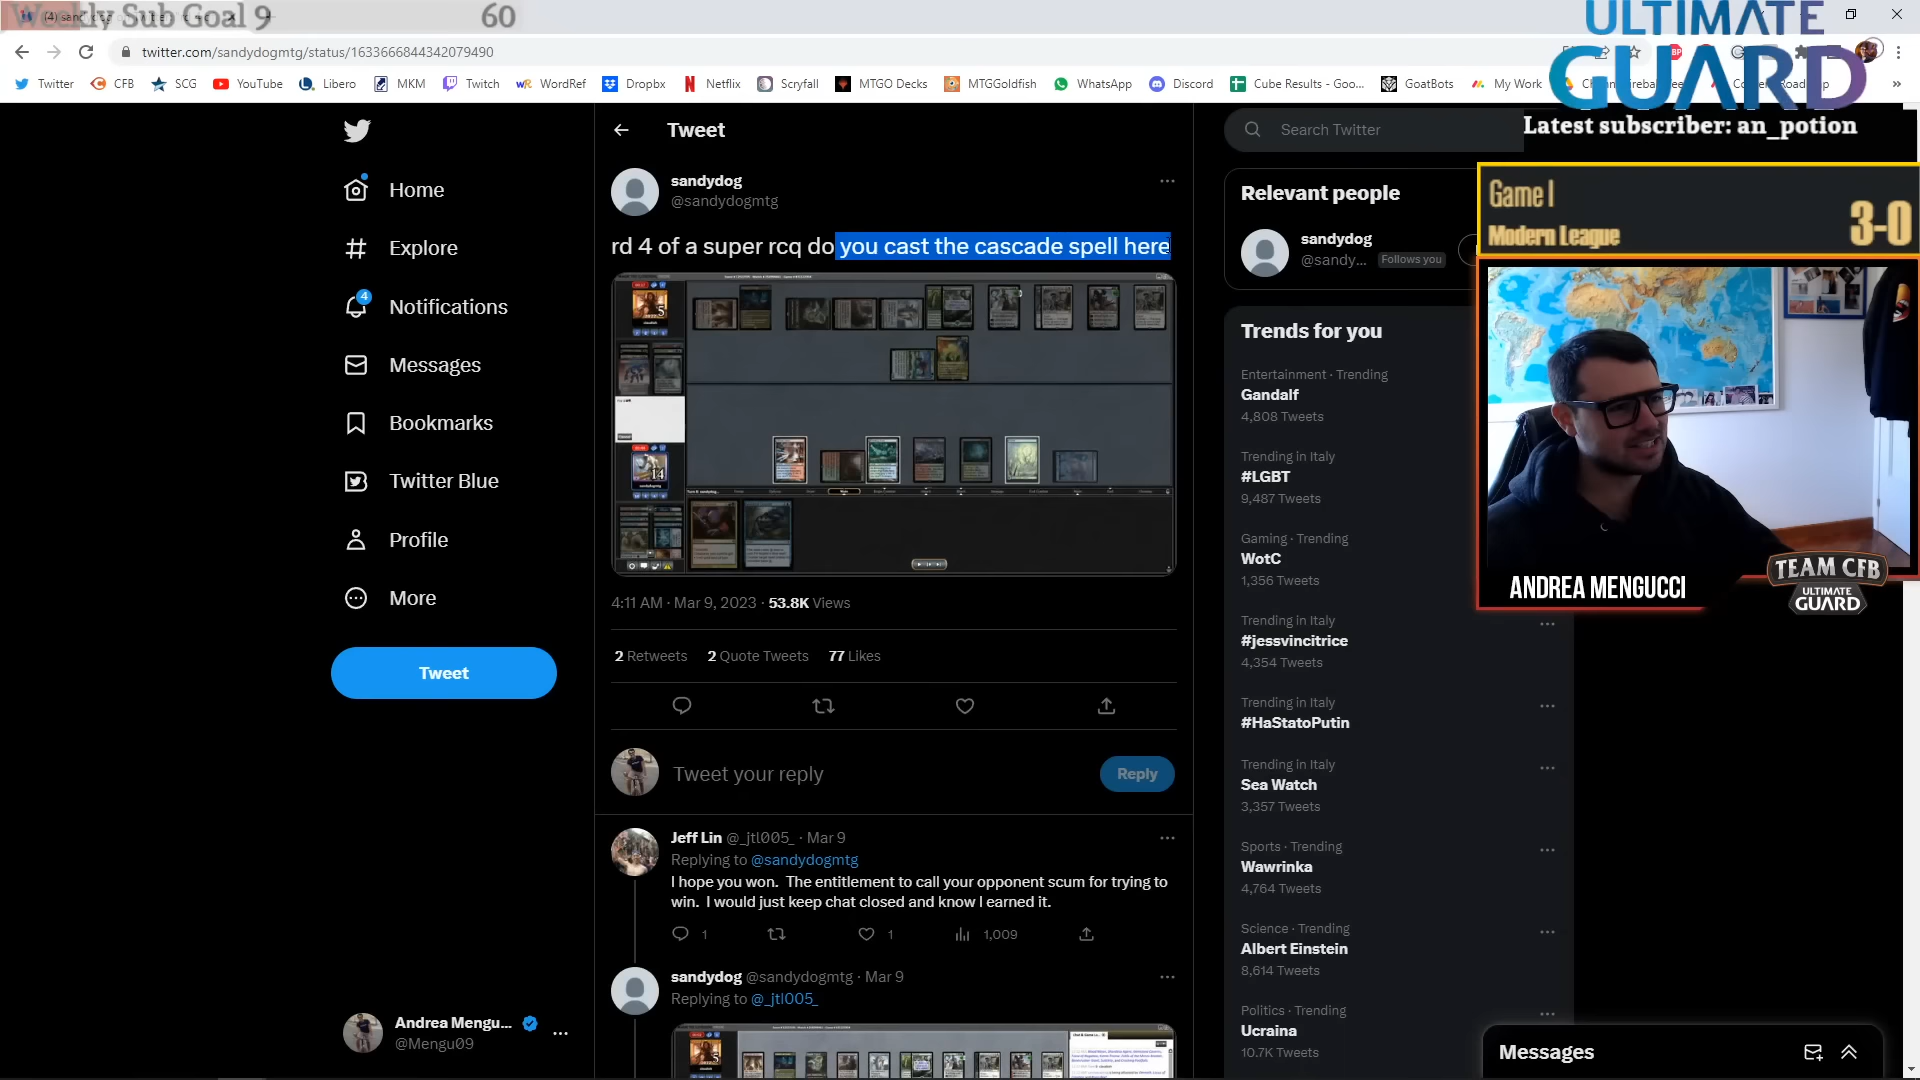 Weekly Sub Goal 9 60
twitter.com/sandydogmtg/status/1633666844342079490
Twitter CFB SCG YouTube Libero MKM Twitch WordRef Dropbx Netflix Scryfall MTGO Decks MTGGoldfish WhatsApp Discord Cube Results - Goo... GoatBots My Work
ULTIMATE
GUARD
Latest subscriber: an_potion
Tweet
Search Twitter
Home
Explore
4
Notifications
Messages
Bookmarks
Twitter Blue
Profile
More
Tweet
Andrea Mengu...
@Mengu09
sandydog
@sandydogmtg
rd 4 of a super rcq do you cast the cascade spell here
5
14
4:11 AM · Mar 9, 2023 · 53.8K Views
2 Retweets 2 Quote Tweets 77 Likes
Tweet your reply
Reply
Jeff Lin @_jtl005_ · Mar 9
Replying to @sandydogmtg
I hope you won. The entitlement to call your opponent scum for trying to
win. I would just keep chat closed and know I earned it.
1 1 1,009
sandydog @sandydogmtg · Mar 9
Replying to @_jtl005_
5
Relevant people
sandydog
@sandy... Follows you
Trends for you
Entertainment · Trending
Gandalf
4,808 Tweets
Trending in Italy
#LGBT
9,487 Tweets
Gaming · Trending
WotC
1,356 Tweets
Trending in Italy
#jessvincitrice
4,354 Tweets
Trending in Italy
#HaStatoPutin
Trending in Italy
Sea Watch
3,357 Tweets
Sports · Trending
Wawrinka
4,764 Tweets
Science · Trending
Albert Einstein
8,614 Tweets
Politics · Trending
Ucraina
10.7K Tweets
Game 1
Modern League
3-0
ANDREA MENGUCCI
TEAM CFB
ULTIMATE
GUARD
Messages